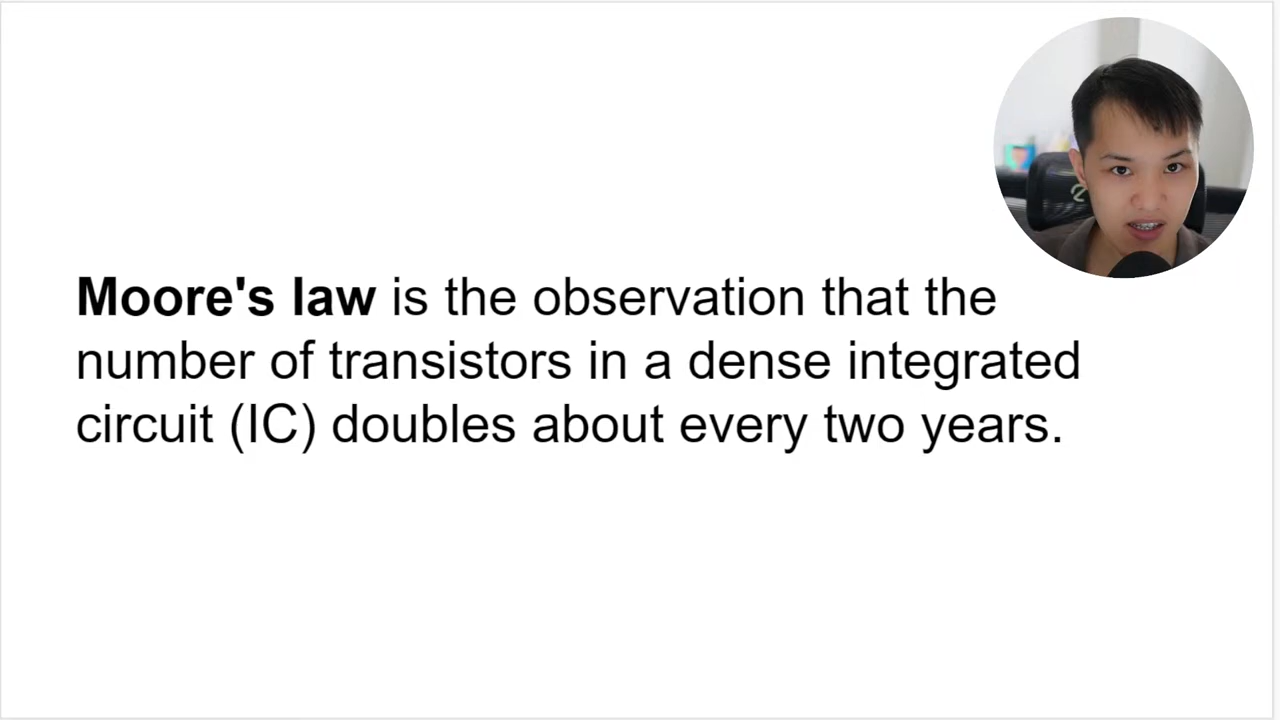 Moore's law is the observation that the
number of transistors in a dense integrated
circuit (IC) doubles about every two years.